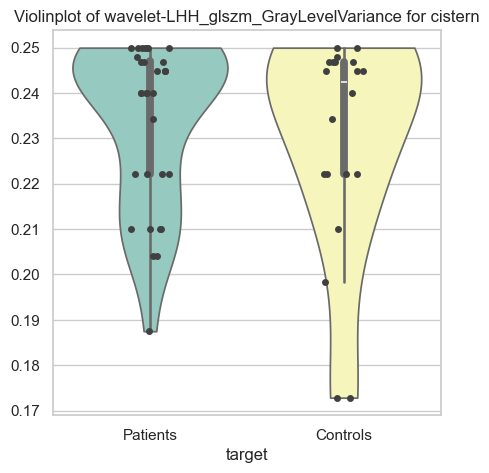 Violinplot of wavelet-LHH_glszm_GrayLevelVariance for cistern
0.25
0.24
0.23
0.22
0.21
0.20
0.19
0.18
0.17
Patients
Controls
target